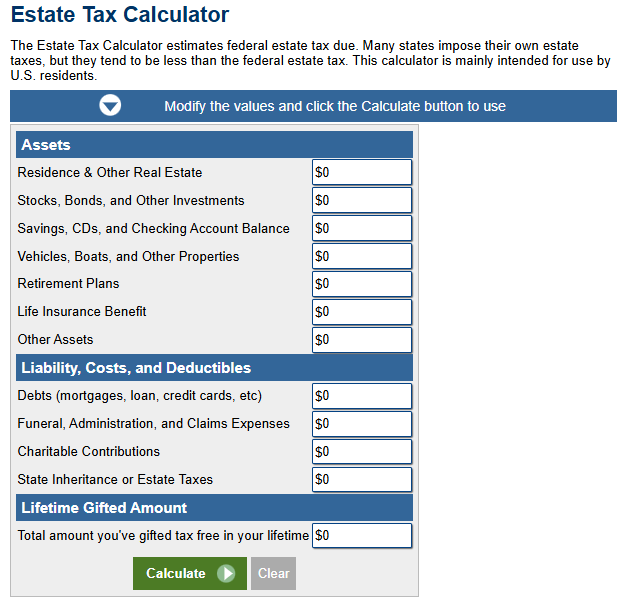 Estate Tax Calculator
The Estate Tax Calculator estimates federal estate tax due. Many states impose their own estate
taxes, but they tend to be less than the federal estate tax. This calculator is mainly intended for use by
U.S. residents.
Modify the values and click the Calculate button to use
Assets
Residence & Other Real Estate $0
Stocks, Bonds, and Other Investments $0
Savings, CDs, and Checking Account Balance $0
Vehicles, Boats, and Other Properties $0
Retirement Plans $0
Life Insurance Benefit $0
Other Assets $0
Liability, Costs, and Deductibles
Debts (mortgages, loan, credit cards, etc) $0
Funeral, Administration, and Claims Expenses $0
Charitable Contributions $0
State Inheritance or Estate Taxes $0
Lifetime Gifted Amount
Total amount you've gifted tax free in your lifetime $0
Calculate Clear